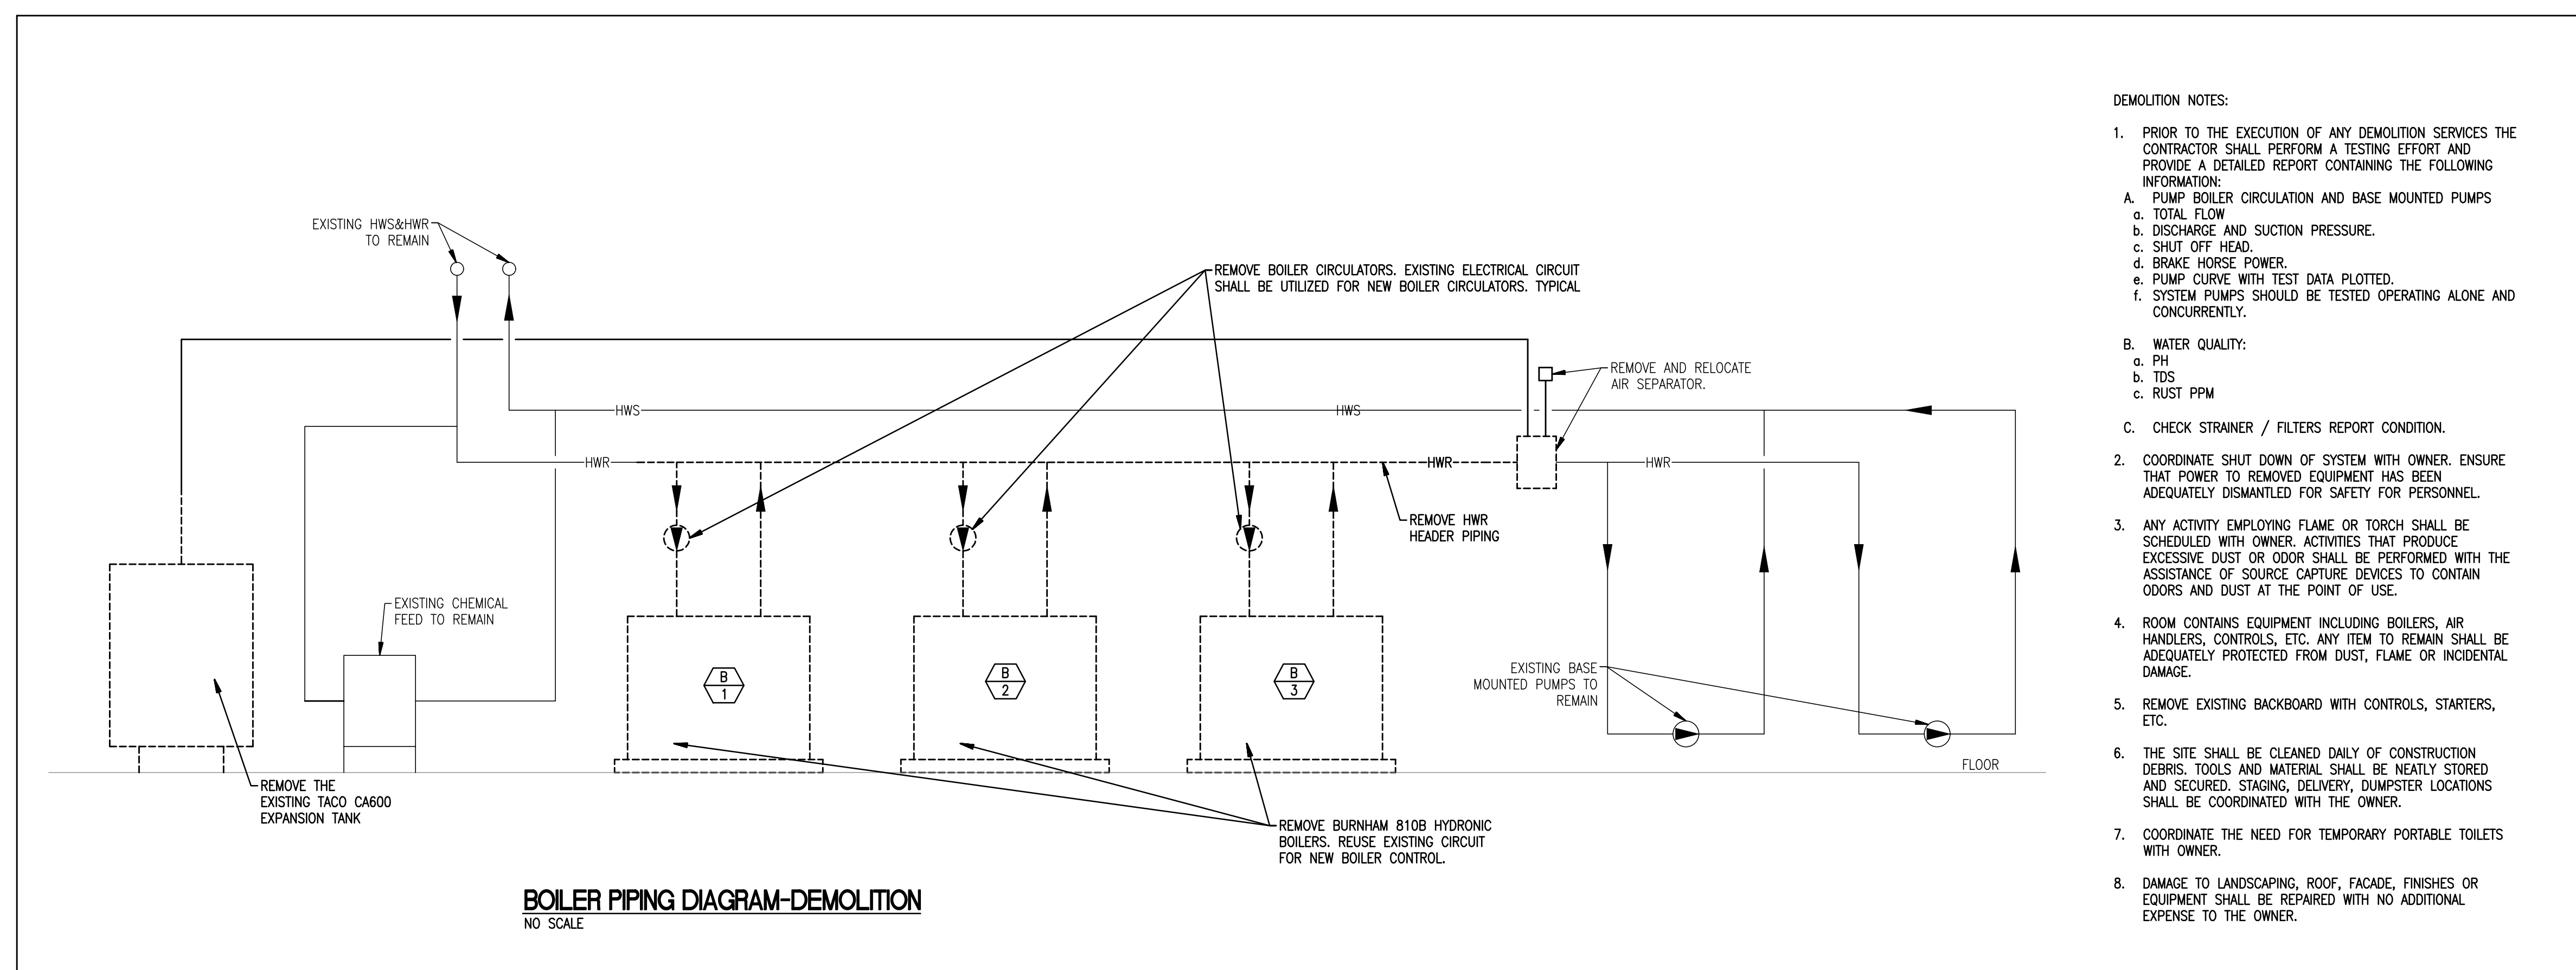 EXISTING HWS&HWR
TO REMAIN
REMOVE BOILER CIRCULATORS. EXISTING ELECTRICAL CIRCUIT
SHALL BE UTILIZED FOR NEW BOILER CIRCULATORS. TYPICAL
REMOVE AND RELOCATE
AIR SEPARATOR.
HWS
HWS
HWR
HWR
HWR
REMOVE HWR
HEADER PIPING
EXISTING CHEMICAL
FEED TO REMAIN
B
1
B
2
B
3
EXISTING BASE
MOUNTED PUMPS TO
REMAIN
FLOOR
REMOVE THE
EXISTING TACO CA600
EXPANSION TANK
REMOVE BURNHAM 810B HYDRONIC
BOILERS. REUSE EXISTING CIRCUIT
FOR NEW BOILER CONTROL.
BOILER PIPING DIAGRAM-DEMOLITION
NO SCALE
DEMOLITION NOTES:
1. PRIOR TO THE EXECUTION OF ANY DEMOLITION SERVICES THE
CONTRACTOR SHALL PERFORM A TESTING EFFORT AND
PROVIDE A DETAILED REPORT CONTAINING THE FOLLOWING
INFORMATION:
A. PUMP BOILER CIRCULATION AND BASE MOUNTED PUMPS
a. TOTAL FLOW
b. DISCHARGE AND SUCTION PRESSURE.
c. SHUT OFF HEAD.
d. BRAKE HORSE POWER.
e. PUMP CURVE WITH TEST DATA PLOTTED.
f. SYSTEM PUMPS SHOULD BE TESTED OPERATING ALONE AND
CONCURRENTLY.
B. WATER QUALITY:
a. PH
b. TDS
c. RUST PPM
C. CHECK STRAINER / FILTERS REPORT CONDITION.
2. COORDINATE SHUT DOWN OF SYSTEM WITH OWNER. ENSURE
THAT POWER TO REMOVED EQUIPMENT HAS BEEN
ADEQUATELY DISMANTLED FOR SAFETY FOR PERSONNEL.
3. ANY ACTIVITY EMPLOYING FLAME OR TORCH SHALL BE
SCHEDULED WITH OWNER. ACTIVITIES THAT PRODUCE
EXCESSIVE DUST OR ODOR SHALL BE PERFORMED WITH THE
ASSISTANCE OF SOURCE CAPTURE DEVICES TO CONTAIN
ODORS AND DUST AT THE POINT OF USE.
4. ROOM CONTAINS EQUIPMENT INCLUDING BOILERS, AIR
HANDLERS, CONTROLS, ETC. ANY ITEM TO REMAIN SHALL BE
ADEQUATELY PROTECTED FROM DUST, FLAME OR INCIDENTAL
DAMAGE.
5. REMOVE EXISTING BACKBOARD WITH CONTROLS, STARTERS,
ETC.
6. THE SITE SHALL BE CLEANED DAILY OF CONSTRUCTION
DEBRIS. TOOLS AND MATERIAL SHALL BE NEATLY STORED
AND SECURED. STAGING, DELIVERY, DUMPSTER LOCATIONS
SHALL BE COORDINATED WITH THE OWNER.
7. COORDINATE THE NEED FOR TEMPORARY PORTABLE TOILETS
WITH OWNER.
8. DAMAGE TO LANDSCAPING, ROOF, FACADE, FINISHES OR
EQUIPMENT SHALL BE REPAIRED WITH NO ADDITIONAL
EXPENSE TO THE OWNER.